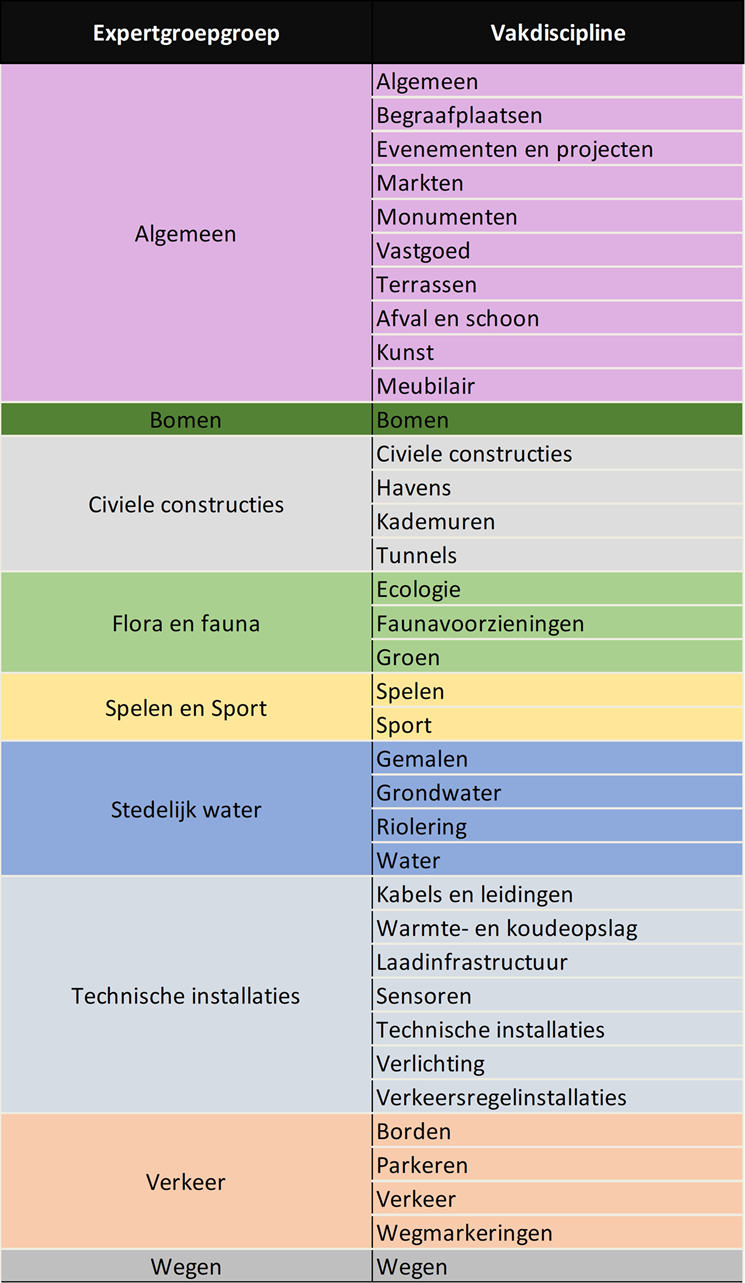 Expertgroepgroep Vakdiscipline
Algemeen
Algemeen
Begraafplaatsen
Evenementen en projecten
Markten
Monumenten
Vastgoed
Terrassen
Afval en schoon
Kunst
Meubilair
Bomen Bomen
Civiele constructies
Civiele constructies
Havens
Kademuren
Tunnels
Flora en fauna
Ecologie
Faunavoorzieningen
Groen
Spelen en Sport
Spelen
Sport
Stedelijk water
Gemalen
Grondwater
Riolering
Water
Technische installaties
Kabels en leidingen
Warmte- en koudeopslag
Laadinfrastructuur
Sensoren
Technische installaties
Verlichting
Verkeersregelinstallaties
Verkeer
Borden
Parkeren
Verkeer
Wegmarkeringen
Wegen Wegen